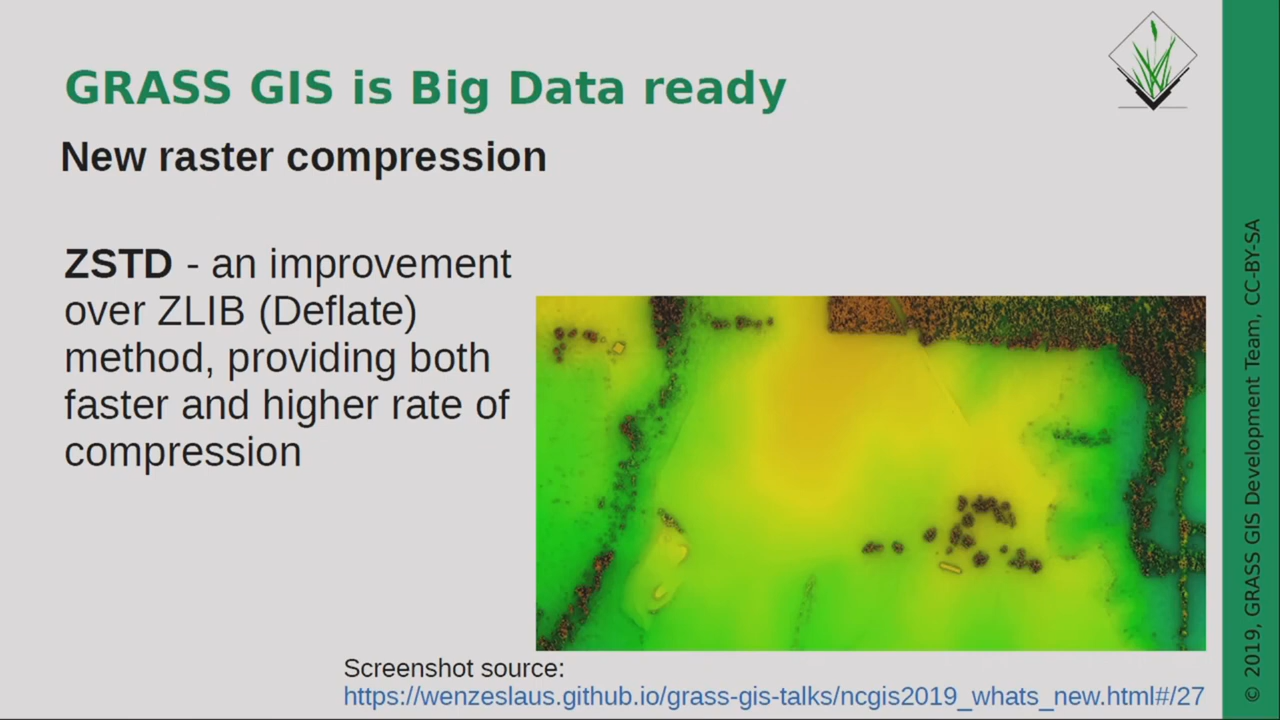 GRASS GIS is Big Data ready
New raster compression
ZSTD - an improvement
over ZLIB (Deflate)
method, providing both
faster and higher rate of
compression
Screenshot source:
https://wenzeslaus.github.io/grass-gis-talks/ncgis2019_whats_new.html#/27
© 2019, GRASS GIS Development Team, CC-BY-SA